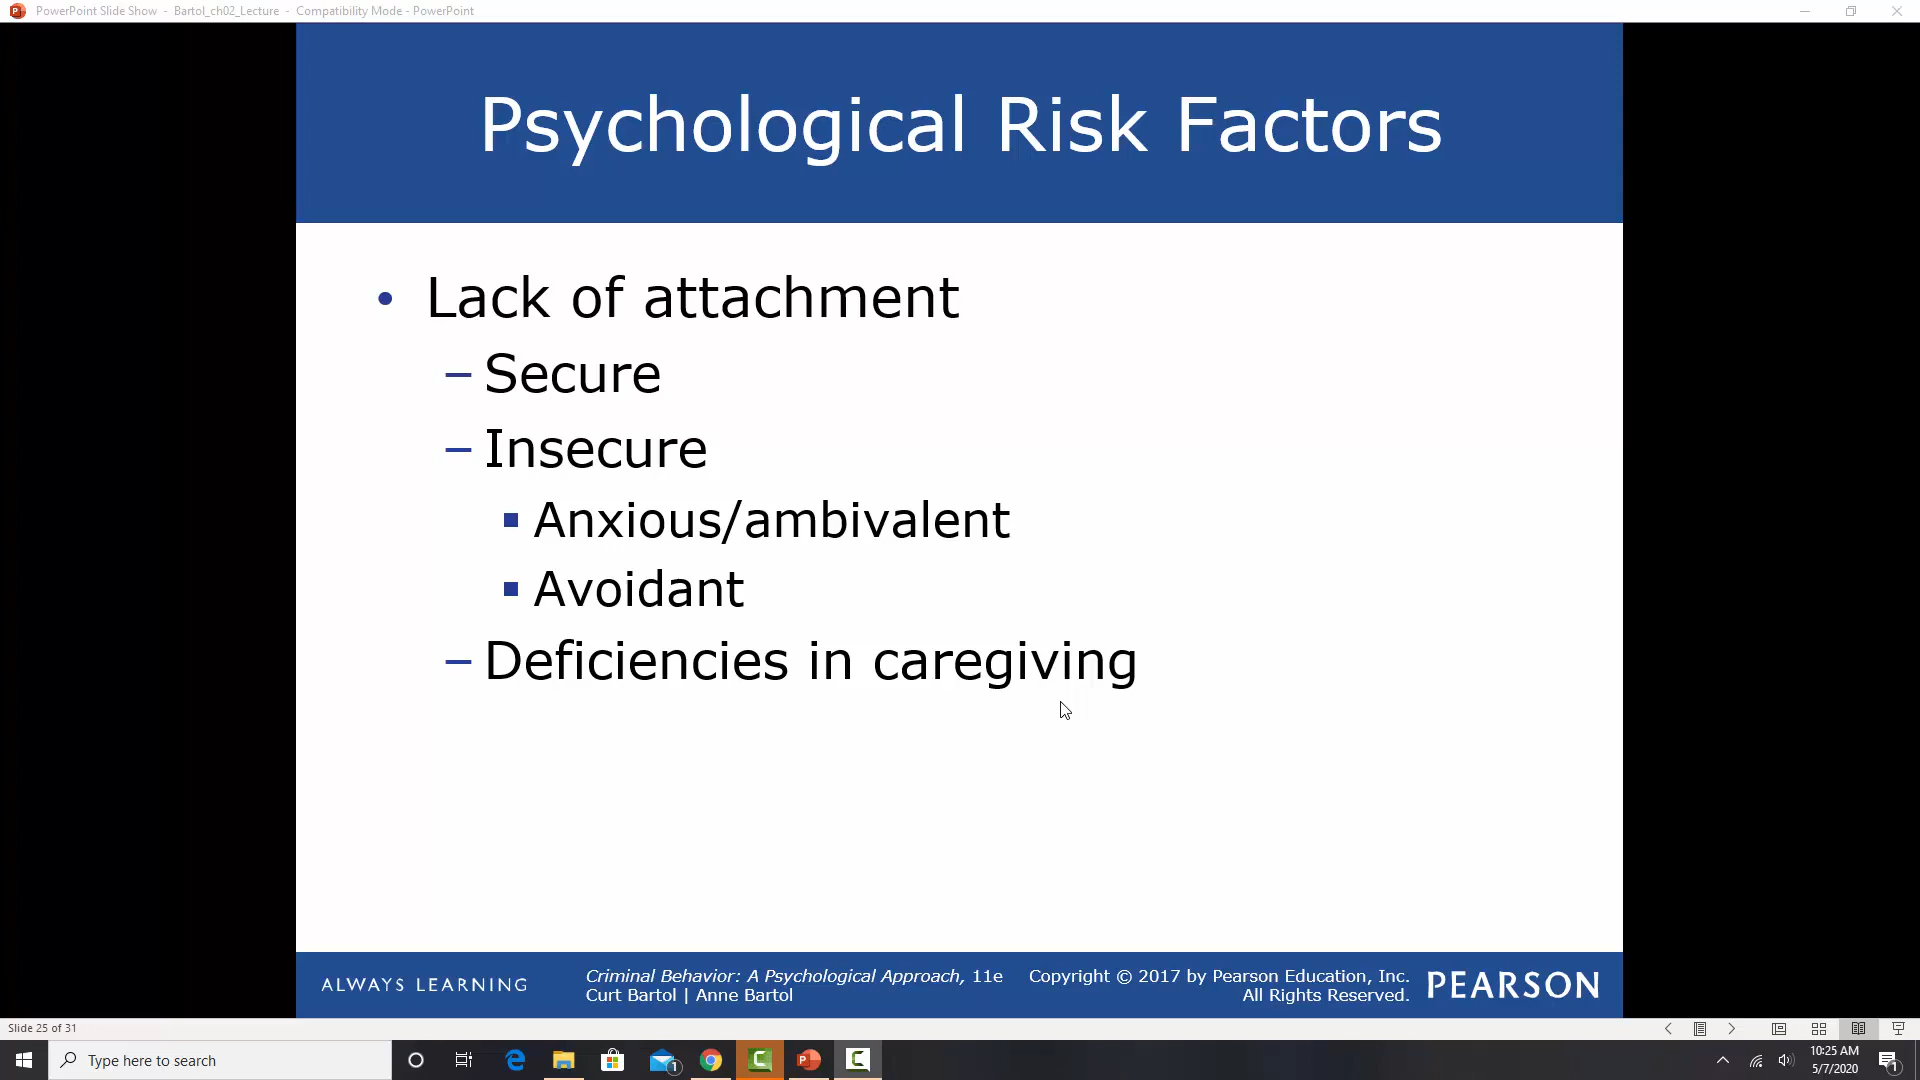 PowerPoint Slide Show - Bartol_ch02_Lecture - Compatibility Mode - PowerPoint
Psychological Risk Factors
• Lack of attachment
– Secure
– Insecure
▪ Anxious/ambivalent
▪ Avoidant
– Deficiencies in caregiving
ALWAYS LEARNING
Criminal Behavior: A Psychological Approach, 11e
Curt Bartol | Anne Bartol
Copyright © 2017 by Pearson Education, Inc.
All Rights Reserved.
PEARSON
Slide 25 of 31
Type here to search
1
10:25 AM
5/7/2020
1